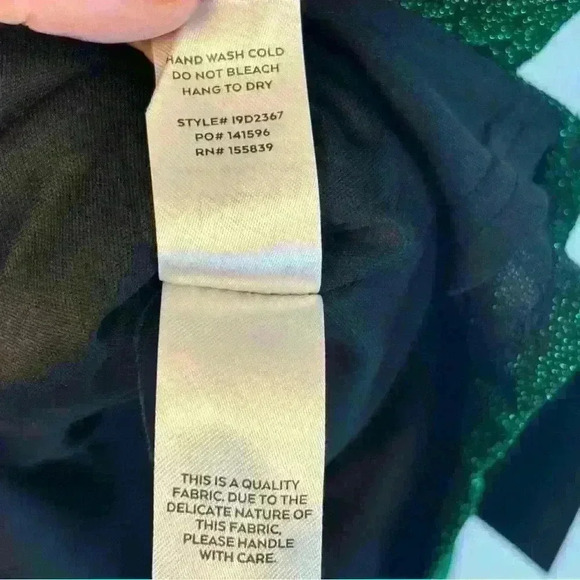 HAND WASH COLD
DO NOT BLEACH
HANG TO DRY
STYLE# 19D2367
PO# 141596
RN# 155839
THIS IS A QUALITY
FABRIC. DUE TO THE
DELICATE NATURE OF
THIS FABRIC,
PLEASE HANDLE
WITH CARE.